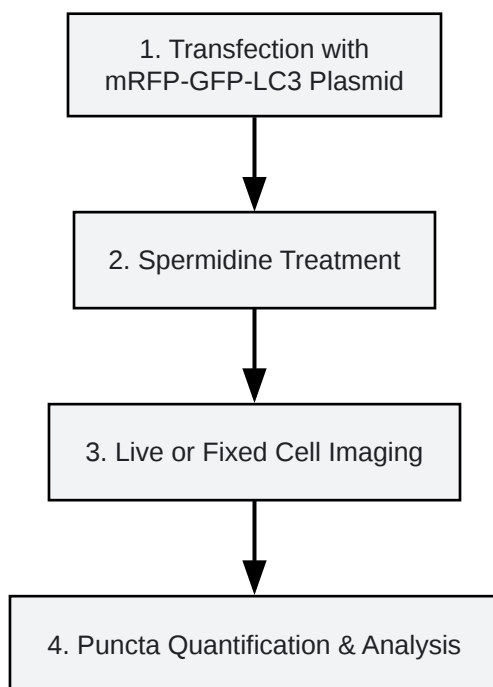 1. Transfection with
mRFP-GFP-LC3 Plasmid
2. Spermidine Treatment
3. Live or Fixed Cell Imaging
4. Puncta Quantification & Analysis